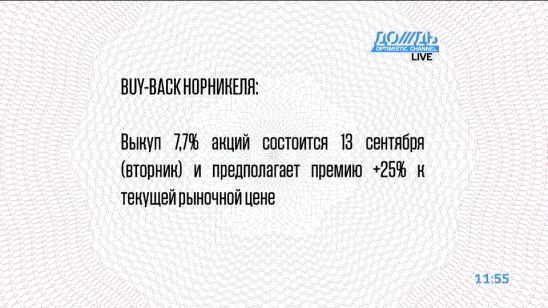 ДОЖДЬ
OPTIMISTIC CHANNEL
LIVE
BUY-BACK НОРНИКЕЛЯ:
Выкуп 7,7% акций состоится 13 сентября
(вторник) и предполагает премию +25% к
текущей рыночной цене
11:55